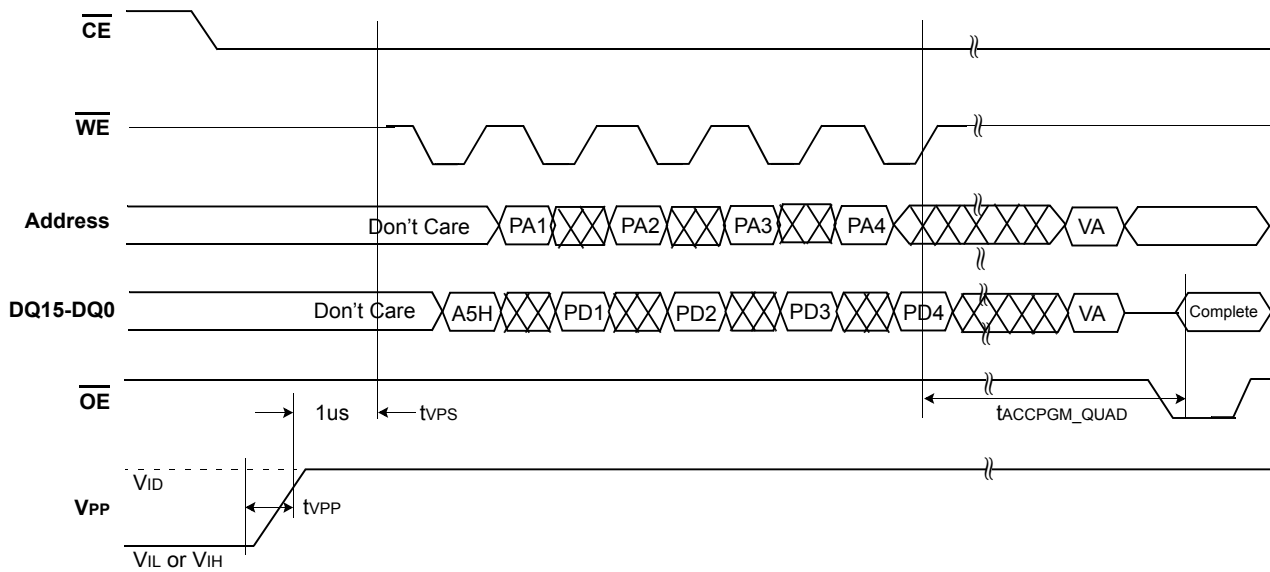 CE
WE
Address Don't Care PA1 PA2 PA3 PA4 VA
DQ15-DQ0 Don't Care A5H PD1 PD2 PD3 PD4 VA Complete
OE
1us tVPS tACCPGM_QUAD
VID
VPP tVPP
VIL or VIH